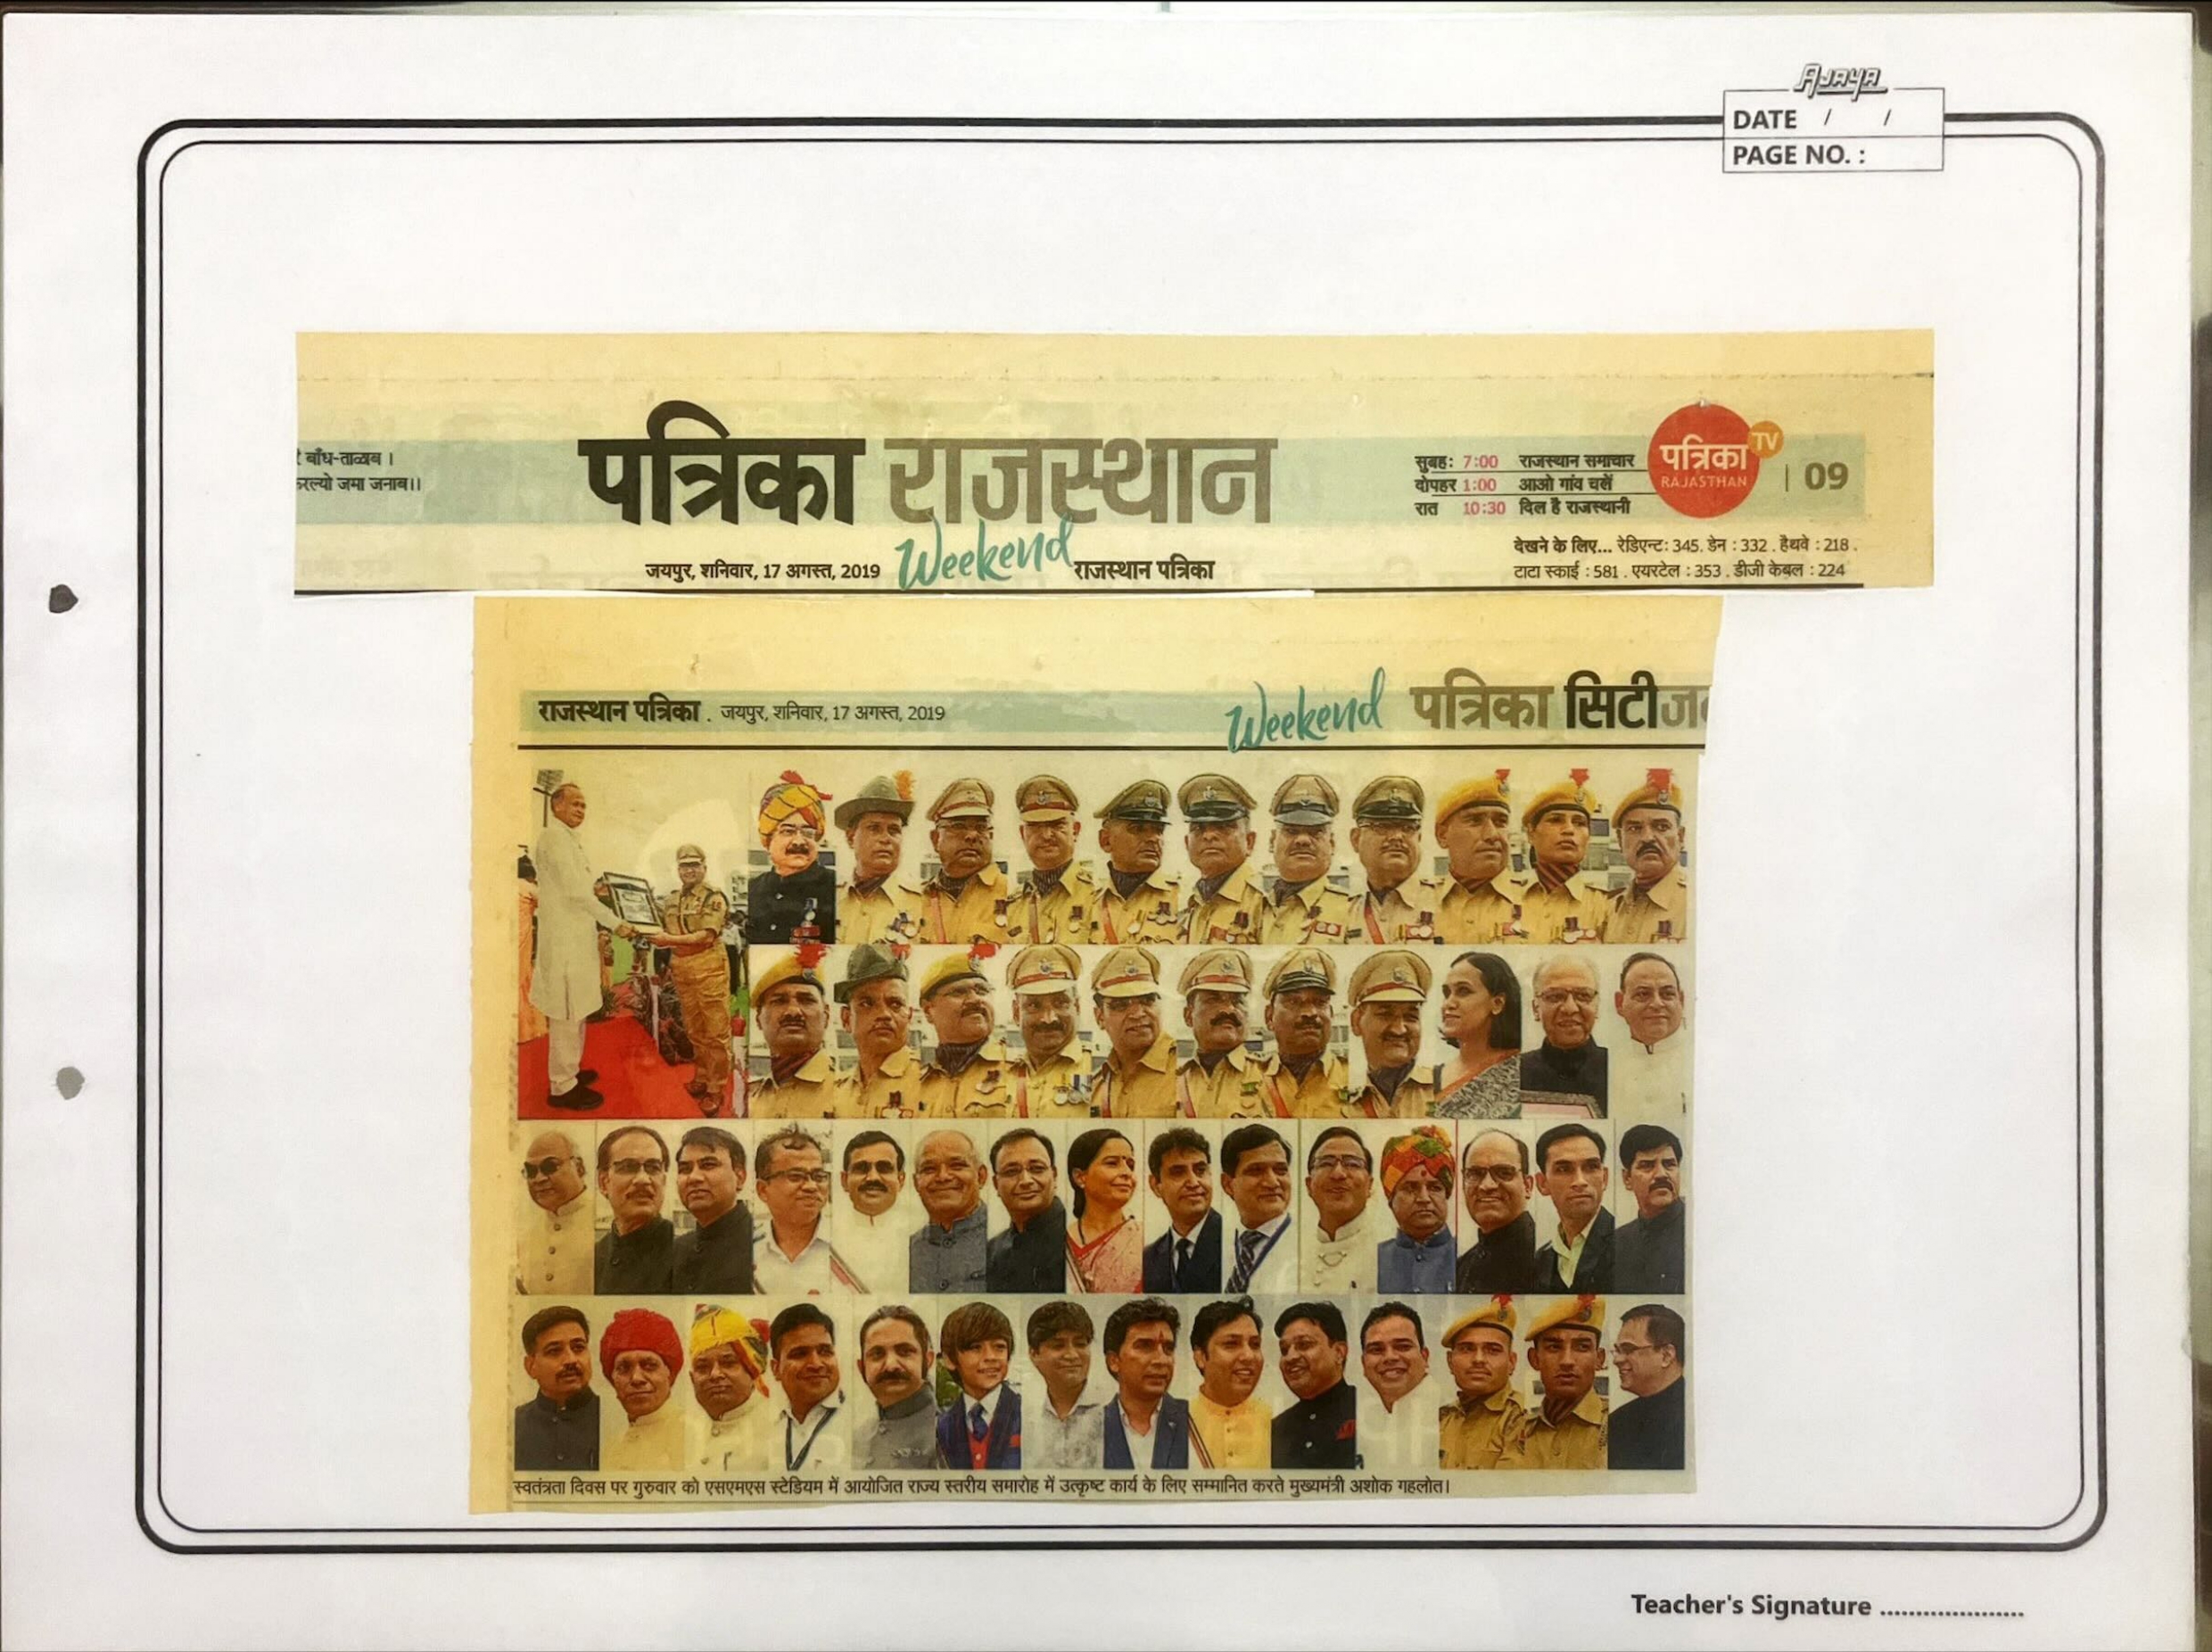 AJAYA
DATE / /
PAGE NO. :
बाँध-ताळाब ।
करल्यो जमा जनाब।।
पत्रिका राजस्थान
Weekend
जयपुर, शनिवार, 17 अगस्त, 2019
राजस्थान पत्रिका
सुबह: 7:00 राजस्थान समाचार
दोपहर 1:00 आओ गांव चलें
रात 10:30 दिल है राजस्थानी
पत्रिका TV
RAJASTHAN
09
देखने के लिए... रेडिएन्ट: 345. डेन : 332 . हैथवे : 218 .
टाटा स्काई : 581 . एयरटेल : 353 . डीजी केबल : 224
राजस्थान पत्रिका . जयपुर, शनिवार, 17 अगस्त, 2019
Weekend पत्रिका सिटी
स्वतंत्रता दिवस पर गुरुवार को एसएमएस स्टेडियम में आयोजित राज्य स्तरीय समारोह में उत्कृष्ट कार्य के लिए सम्मानित करते मुख्यमंत्री अशोक गहलोत।
Teacher's Signature ....................